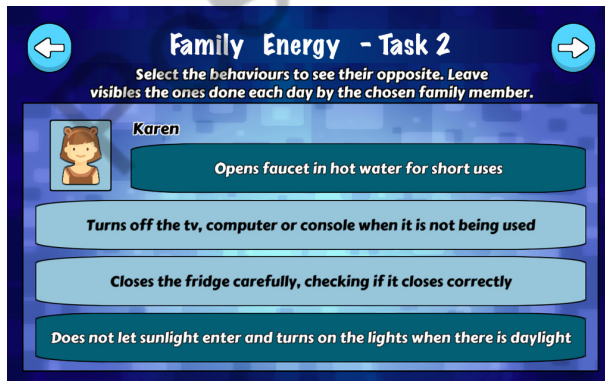 Family Energy - Task 2
Select the behaviours to see their opposite. Leave
visibles the ones done each day by the chosen family member.
Karen
Opens faucet in hot water for short uses
Turns off the tv, computer or console when it is not being used
Closes the fridge carefully, checking if it closes correctly
Does not let sunlight enter and turns on the lights when there is daylight